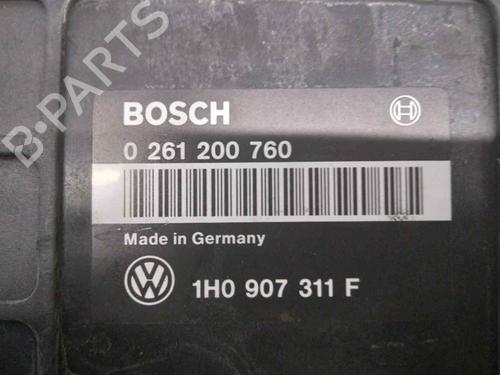 B-PARTS
BOSCH
0 261 200 760
Made in Germany
1H0 907 311 F